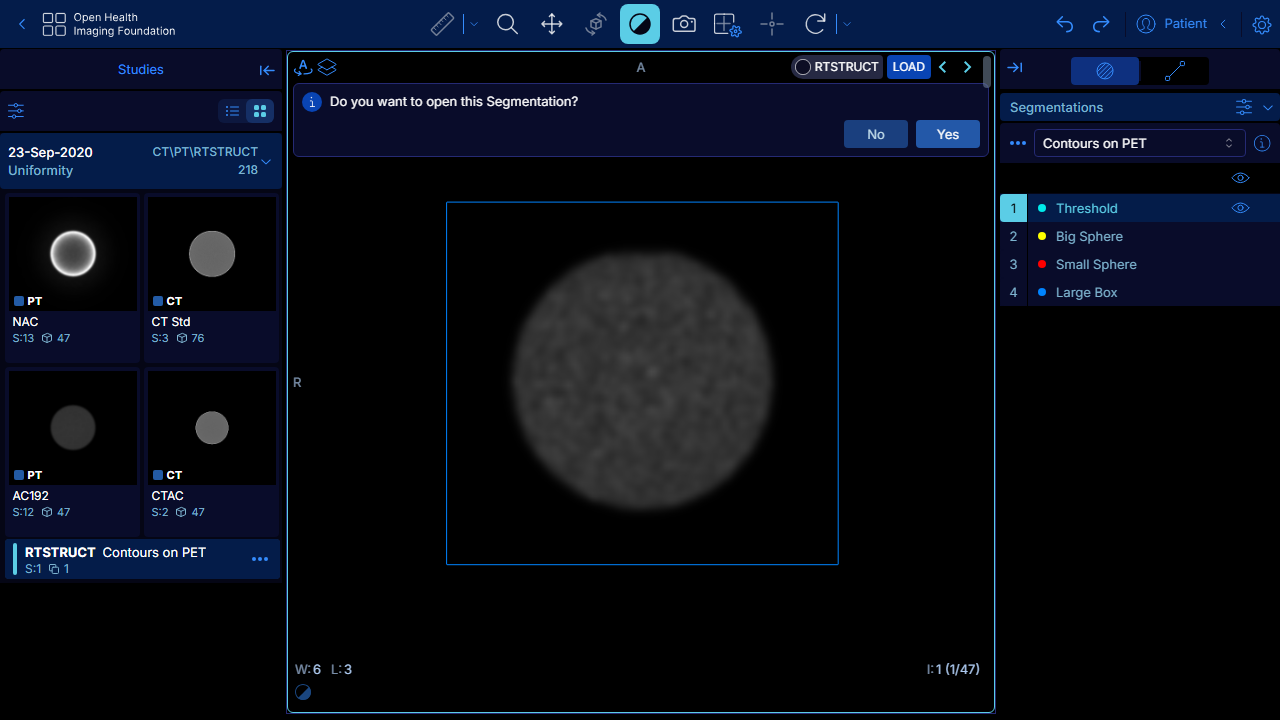 Open Health
Imaging Foundation
Patient
Studies
23-Sep-2020
CT\PT\RTSTRUCT
Uniformity
218
PT
NAC
S:13 47
CT
CT Std
S:3 76
PT
AC192
S:12 47
CT
CTAC
S:2 47
RTSTRUCT Contours on PET
S:1 1
A
A
RTSTRUCT
LOAD
Do you want to open this Segmentation?
No
Yes
R
W:6 L:3
I:1 (1/47)
Segmentations
Contours on PET
1 Threshold
2 Big Sphere
3 Small Sphere
4 Large Box